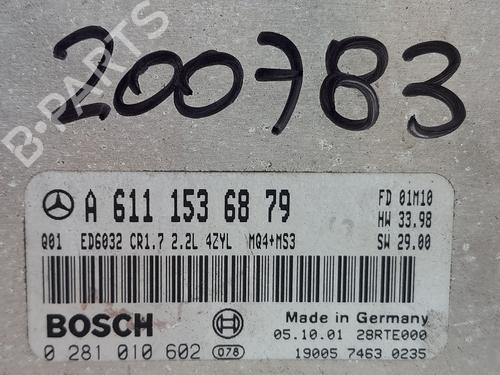 200783
B-PARTS
A 611 153 68 79
FD 01M10
HW 33.98
Q01 ED6032 CR1.7 2.2L 4ZYL MQ4+MS3
SW 29.00
BOSCH
Made in Germany
05.10.01 28RTE000
0 281 010 602 078
19005 7463 0235